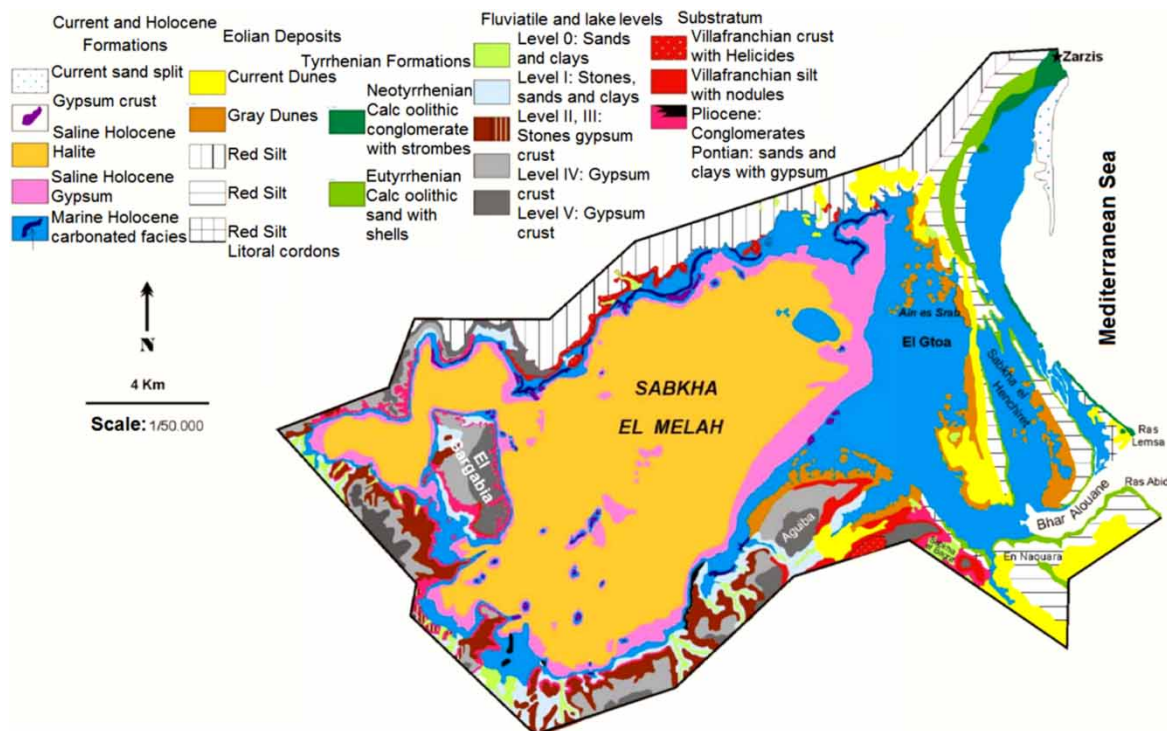 Current and Holocene
Formations
Current sand split
Gypsum crust
Saline Holocene
Halite
Saline Holocene
Gypsum
Marine Holocene
carbonated facies
Eolian Deposits
Current Dunes
Gray Dunes
Red Silt
Red Silt
Red Silt
Litoral cordons
Tyrrhenian Formations
Neotyrrhenian
Calc oolithic
conglomerate
with strombes
Eutyrrhenian
Calc oolithic
sand with
shells
Fluviatile and lake levels
Level 0: Sands
and clays
Level I: Stones,
sands and clays
Level II, III:
Stones gypsum
crust
Level IV: Gypsum
crust
Level V: Gypsum
crust
Substratum
Villafranchian crust
with Helicides
Villafranchian silt
with nodules
Pliocene:
Conglomerates
Pontian: sands and
clays with gypsum
N
4 Km
Scale: 1/50.000
Zarzis
Mediterranean Sea
Ain es Srab
El Gtoa
Sabkha el
Henchire
SABKHA
EL MELAH
El
Bargabia
Aguiba
Ras
Lemsa
Ras Abid
Bhar Alouane
En Naquara